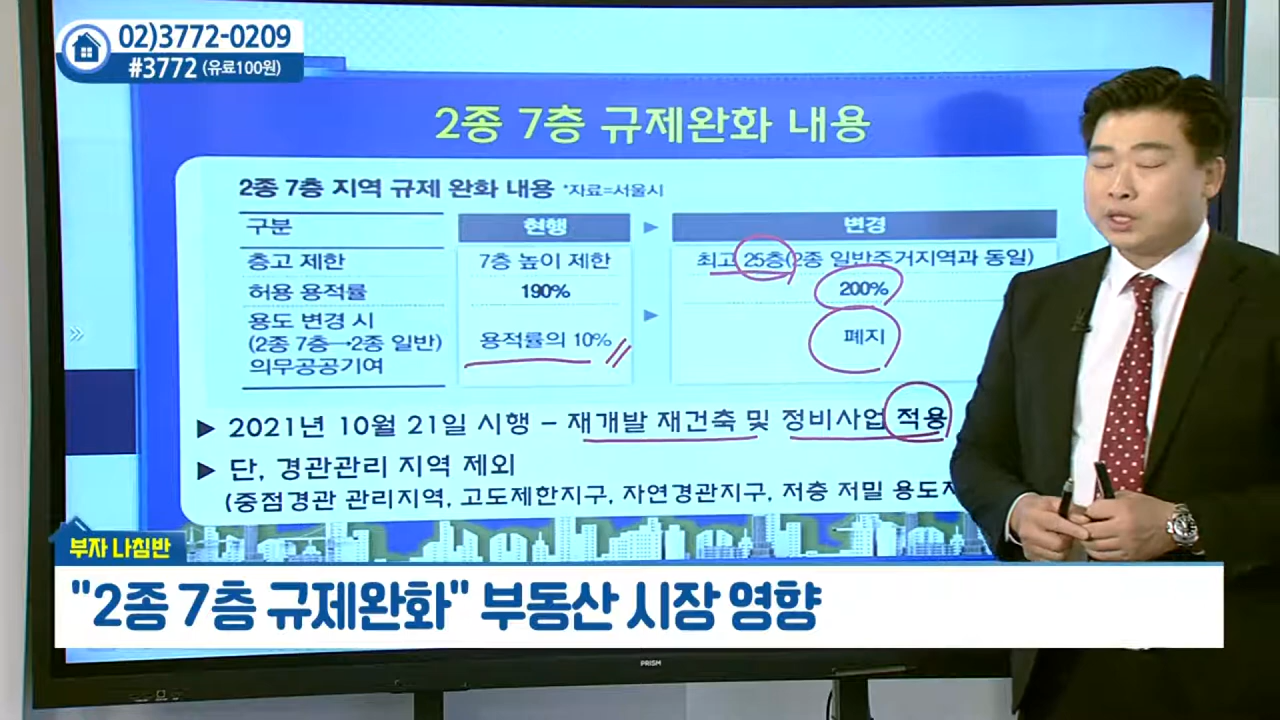 02)3772-0209
#3772 (유료100원)
2종 7층 규제완화 내용
2종 7층 지역 규제 완화 내용 *자료=서울시
구분 현행 ▶ 변경
층고 제한 7층 높이 제한 최고 25층(2종 일반주거지역과 동일)
허용 용적률 190% 200%
용도 변경 시
(2종 7층→2종 일반) 용적률의 10% ▶ 폐지
의무공공기여
▶ 2021년 10월 21일 시행 – 재개발 재건축 및 정비사업 적용
▶ 단, 경관관리 지역 제외
(중점경관 관리지역, 고도제한지구, 자연경관지구, 저층 저밀
부자 나침반
"2종 7층 규제완화" 부동산 시장 영향
PRISM